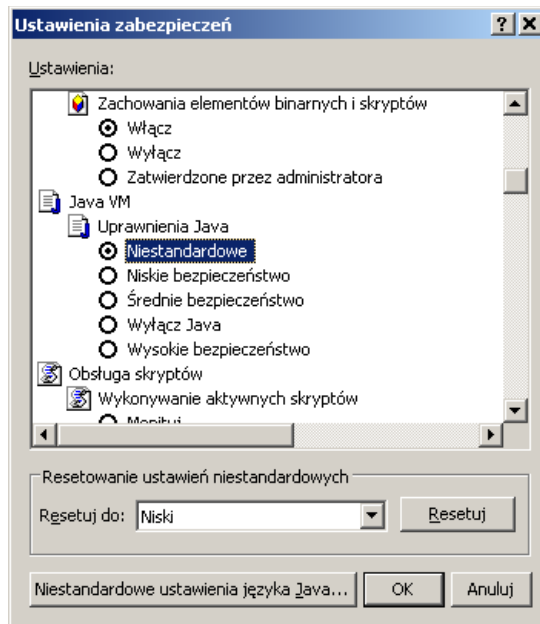 Ustawienia zabezpieczeń
Ustawienia:
Zachowania elementów binarnych i skryptów
Włącz
Wyłącz
Zatwierdzone przez administratora
Java VM
Uprawnienia Java
Niestandardowe
Niskie bezpieczeństwo
Średnie bezpieczeństwo
Wyłącz Java
Wysokie bezpieczeństwo
Obsługa skryptów
Wykonywanie aktywnych skryptów
Monituj
Resetowanie ustawień niestandardowych
Resetuj do: Niski Resetuj
Niestandardowe ustawienia języka Java... OK Anuluj